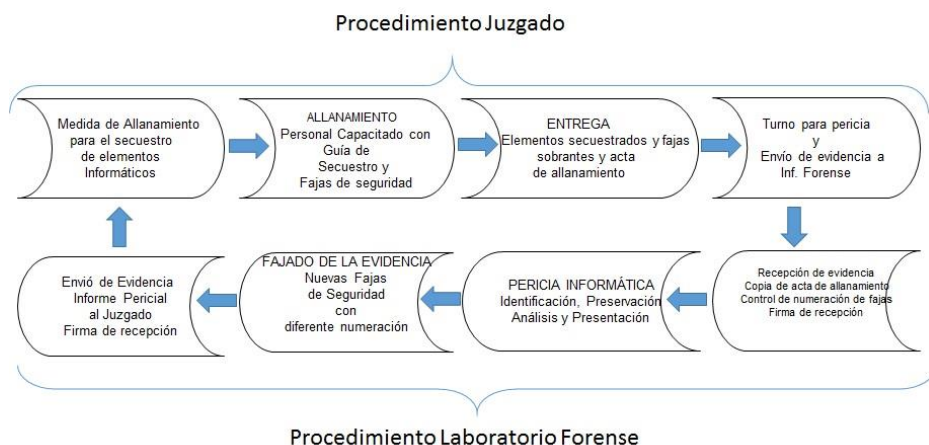 Procedimiento Juzgado
Medida de Allanamiento
para el secuestro
de elementos
Informáticos
ALLANAMIENTO
Personal Capacitado con
Guía de
Secuestro y
Fajas de seguridad
ENTREGA
Elementos secuestrados y fajas
sobrantes y acta
de allanamiento
Turno para pericia
y
Envío de evidencia a
Inf. Forense
Recepción de evidencia
Copia de acta de allanamiento
Control de numeración de fajas
Firma de recepción
PERICIA INFORMÁTICA
Identificación, Preservación
Análisis y Presentación
FAJADO DE LA EVIDENCIA
Nuevas Fajas
de Seguridad
con
diferente numeración
Envió de Evidencia
Informe Pericial
al Juzgado
Firma de recepción
Procedimiento Laboratorio Forense